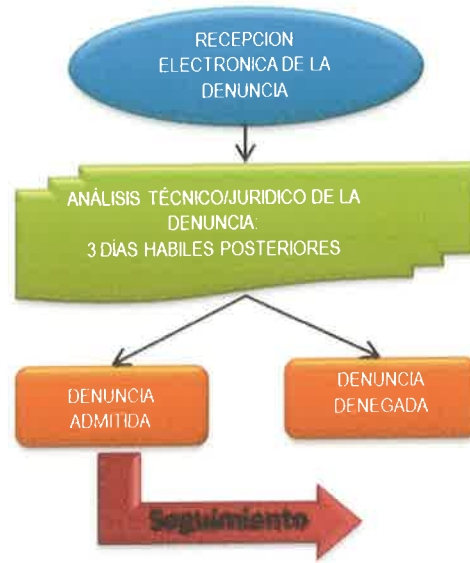 RECEPCION
ELECTRONICA DE LA
DENUNCIA
ANÁLISIS TÉCNICO/JURIDICO DE LA
DENUNCIA:
3 DÍAS HABILES POSTERIORES
DENUNCIA
ADMITIDA
DENUNCIA
DENEGADA
Seguimiento